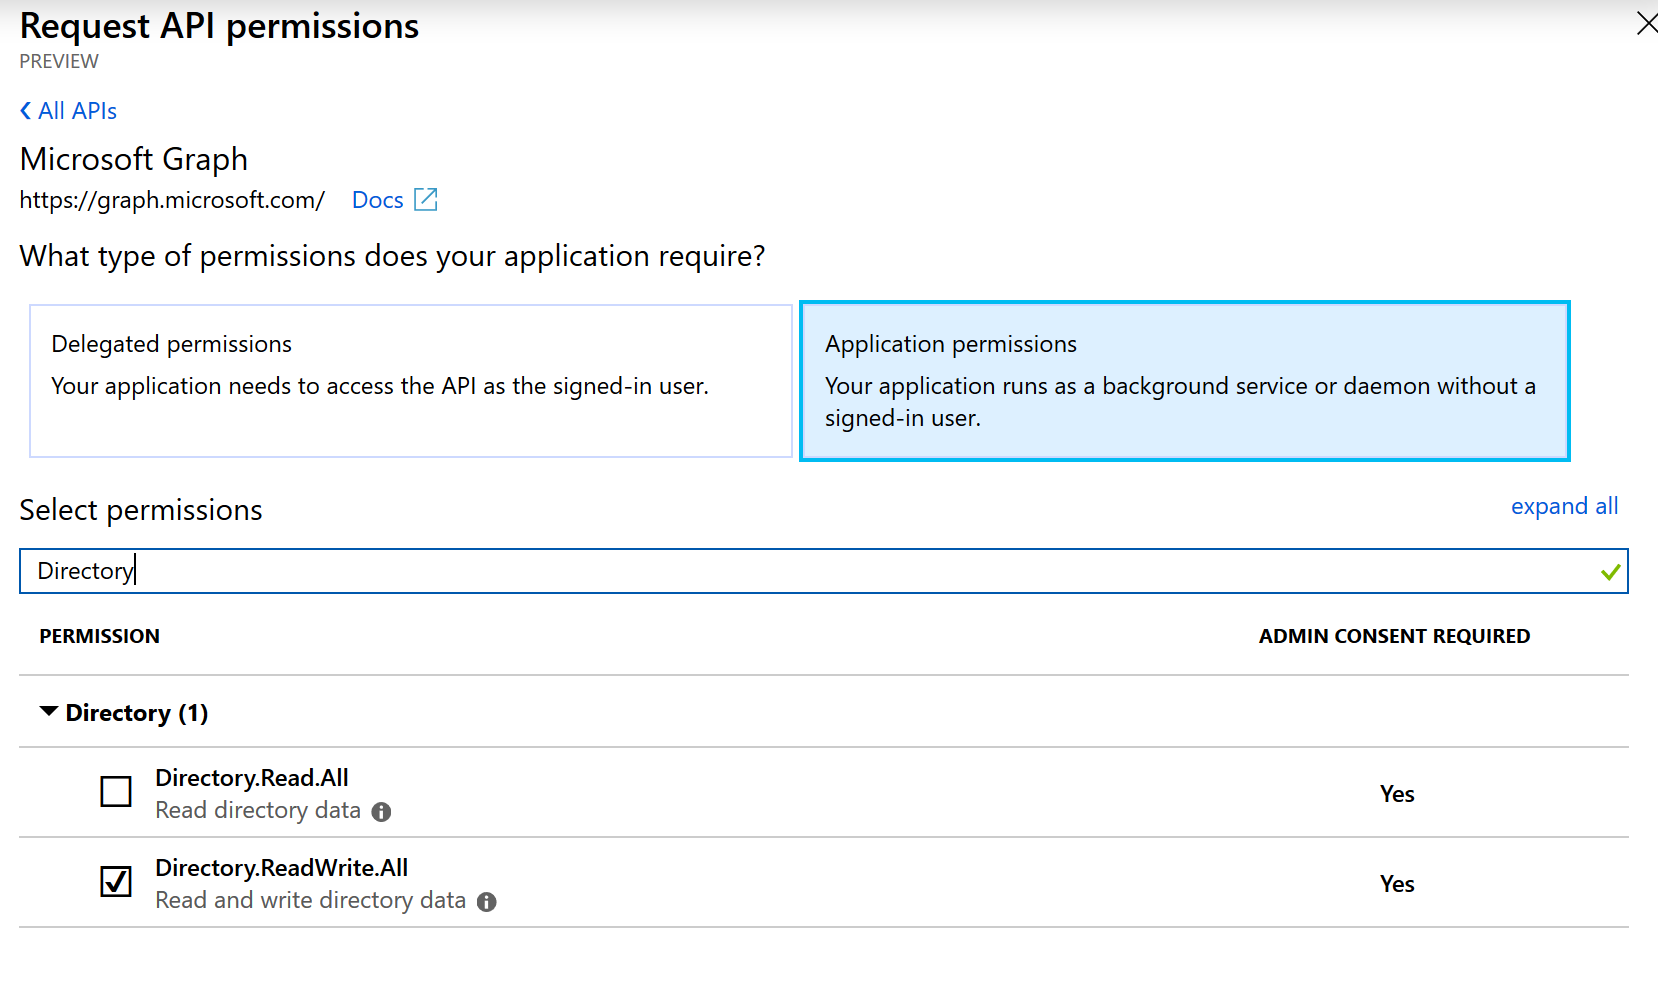 Request API permissions
PREVIEW
All APIs
Microsoft Graph
https://graph.microsoft.com/ Docs
What type of permissions does your application require?
Delegated permissions
Your application needs to access the API as the signed-in user.
Application permissions
Your application runs as a background service or daemon without a
signed-in user.
Select permissions
expand all
Directory
PERMISSION ADMIN CONSENT REQUIRED
Directory (1)
Directory.Read.All
Read directory data
Yes
Directory.ReadWrite.All
Read and write directory data
Yes